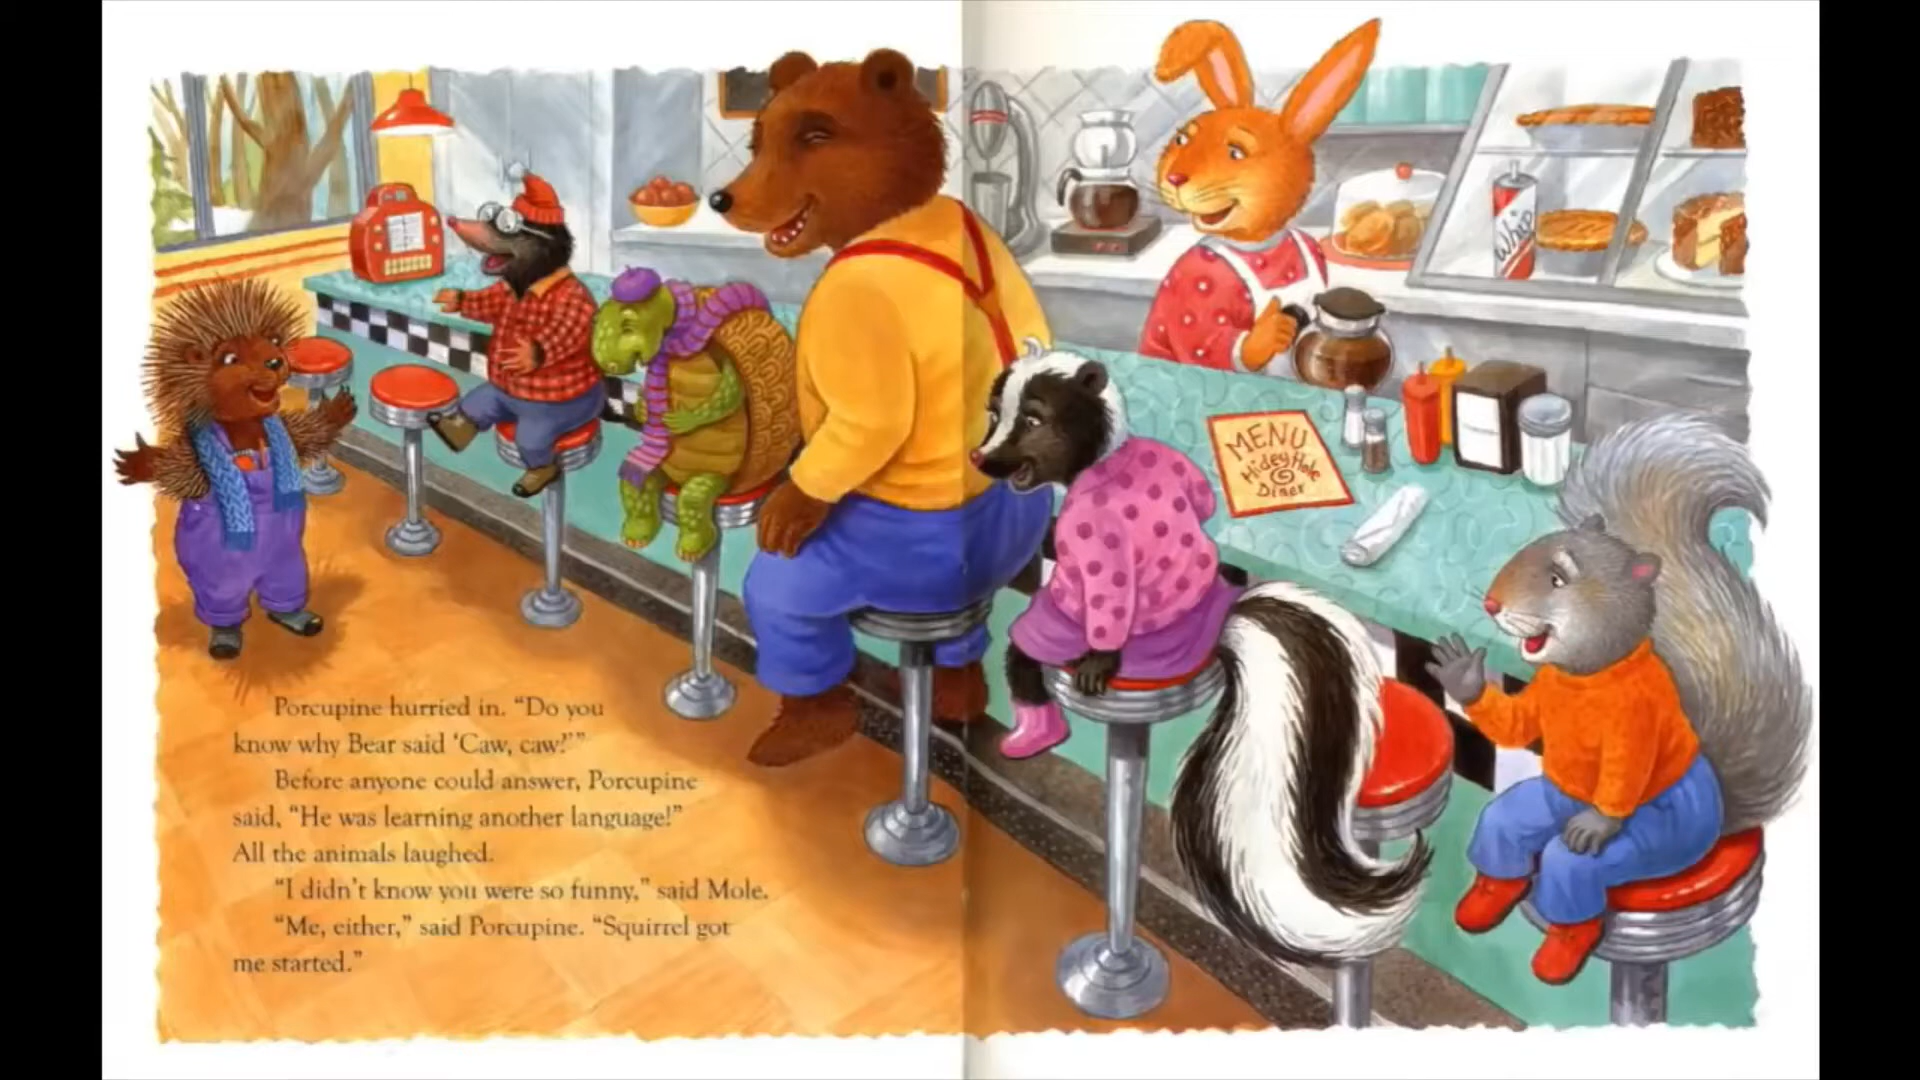 Porcupine hurried in. “Do you
know why Bear said ‘Caw, caw?’”
Before anyone could answer, Porcupine
said, “He was learning another language!”
All the animals laughed.
“I didn’t know you were so funny,” said Mole.
“Me, either,” said Porcupine. “Squirrel got
me started.”
MENU
Hidey Hole
Diner
Whip